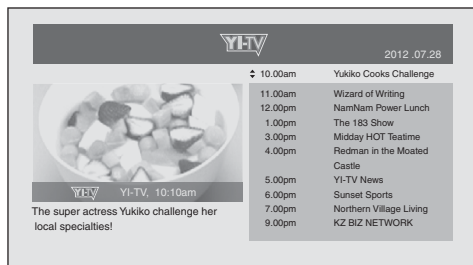 YI-TV
2012 .07.28
10.00am Yukiko Cooks Challenge
11.00am Wizard of Writing
12.00pm NamNam Power Lunch
1.00pm The 183 Show
3.00pm Midday HOT Teatime
4.00pm Redman in the Moated
Castle
5.00pm YI-TV News
6.00pm Sunset Sports
7.00pm Northern Village Living
9.00pm KZ BIZ NETWORK
YI-TV YI-TV, 10:10am
The super actress Yukiko challenge her
local specialties!